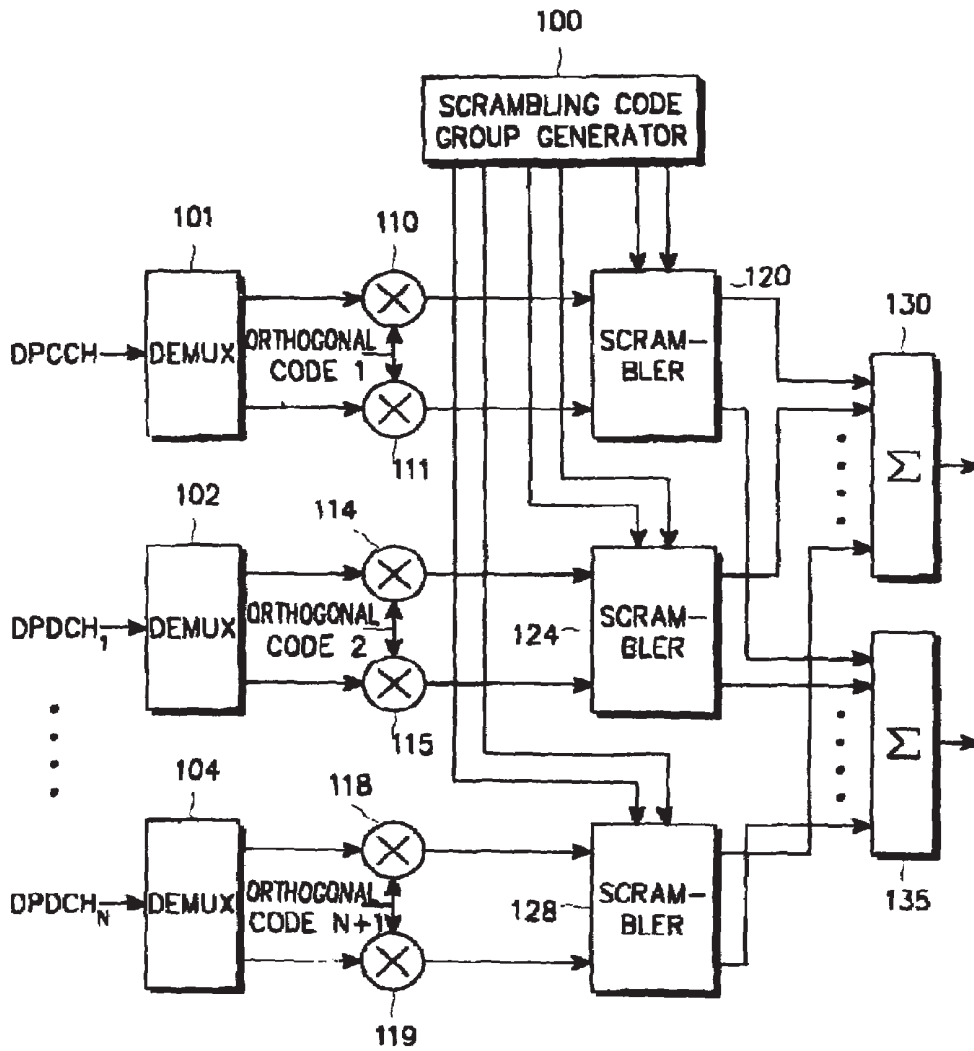 100
SCRAMBLING CODE
GROUP GENERATOR
101
110
120
130
DPCCH
DEMUX
ORTHOGONAL
CODE 1
SCRAM-
BLER
Σ
111
102
114
DPDCH1
DEMUX
ORTHOGONAL
CODE 2
124
SCRAM-
BLER
Σ
115
104
118
135
DPDCHN
DEMUX
ORTHOGONAL
CODE N+1
128
SCRAM-
BLER
119